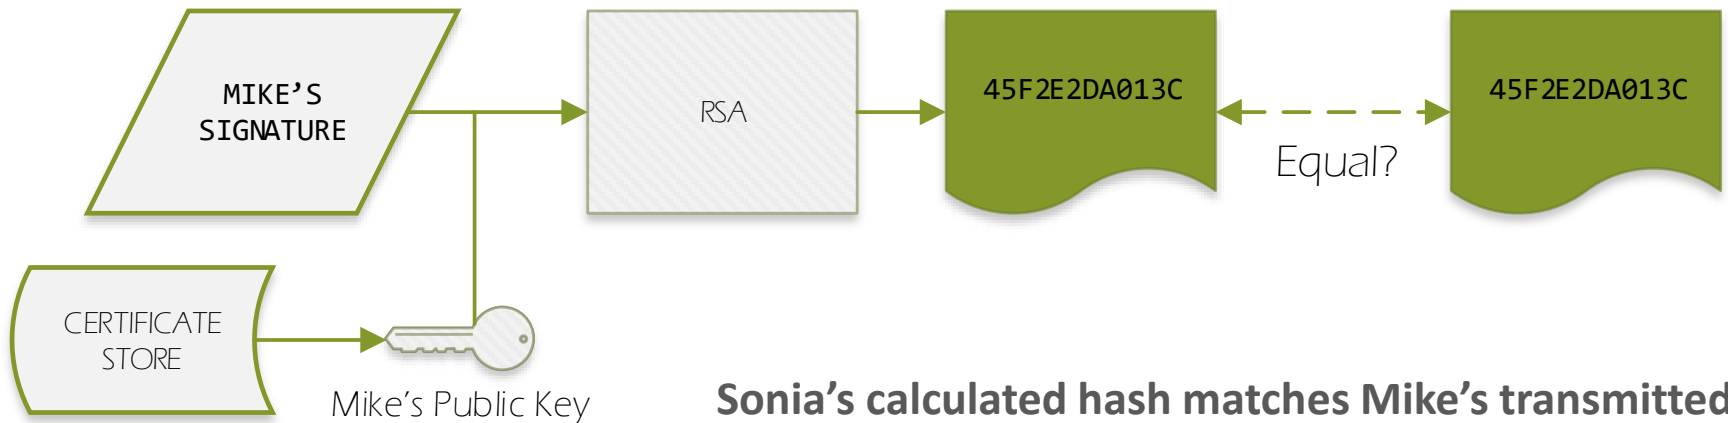 MIKE’S
SIGNATURE
RSA
45F2E2DA013C
Equal?
45F2E2DA013C
CERTIFICATE
STORE
Mike’s Public Key
Sonia’s calculated hash matches Mike’s transmitted